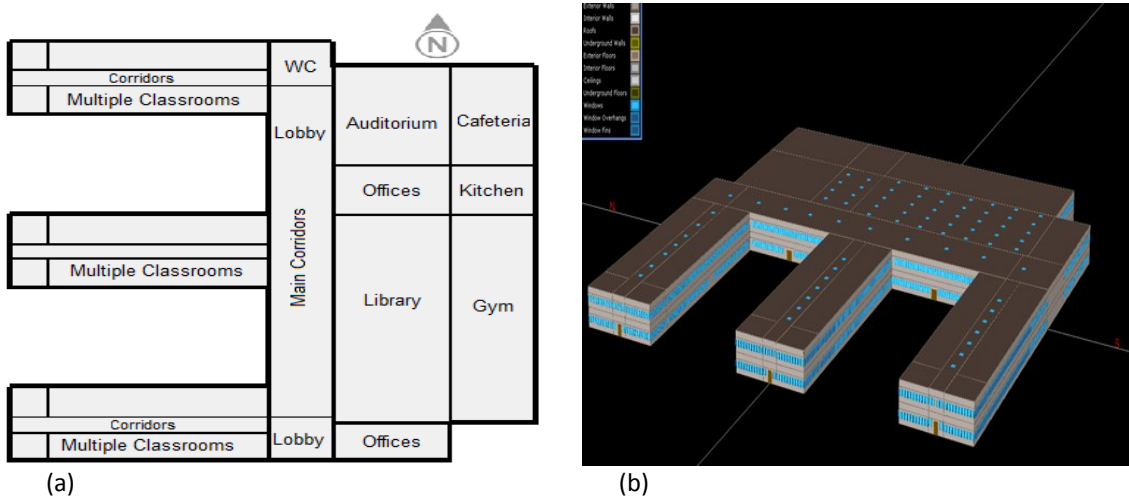 N
WC
Corridors
Multiple Classrooms
Lobby
Auditorium
Cafeteria
Offices
Kitchen
Main Corridors
Multiple Classrooms
Library
Gym
Corridors
Multiple Classrooms
Lobby
Offices
(a)
Exterior Walls
Interior Walls
Roofs
Underground Walls
Exterior Floors
Interior Floors
Ceilings
Underground Floors
Windows
Window Overhangs
Window Fins
N
S
(b)